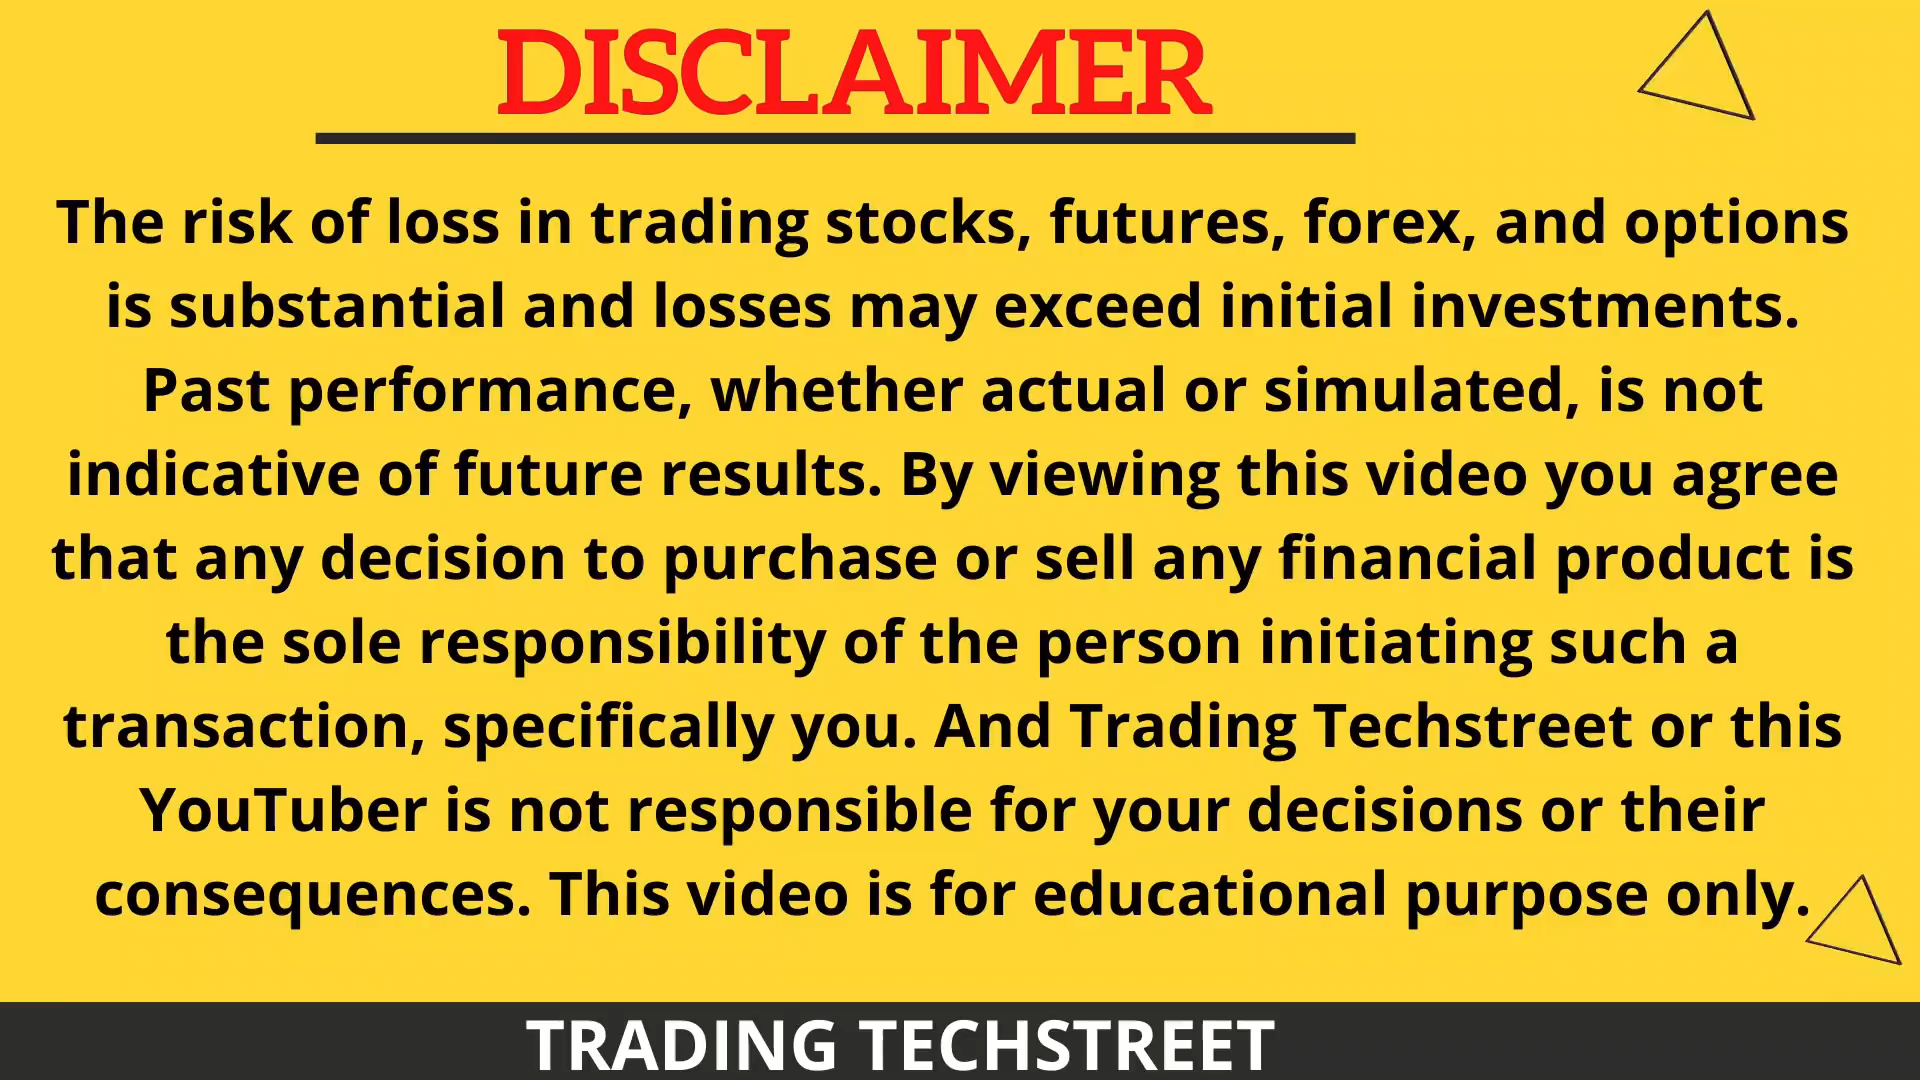 DISCLAIMER
The risk of loss in trading stocks, futures, forex, and options
is substantial and losses may exceed initial investments.
Past performance, whether actual or simulated, is not
indicative of future results. By viewing this video you agree
that any decision to purchase or sell any financial product is
the sole responsibility of the person initiating such a
transaction, specifically you. And Trading Techstreet or this
YouTuber is not responsible for your decisions or their
consequences. This video is for educational purpose only.
TRADING TECHSTREET